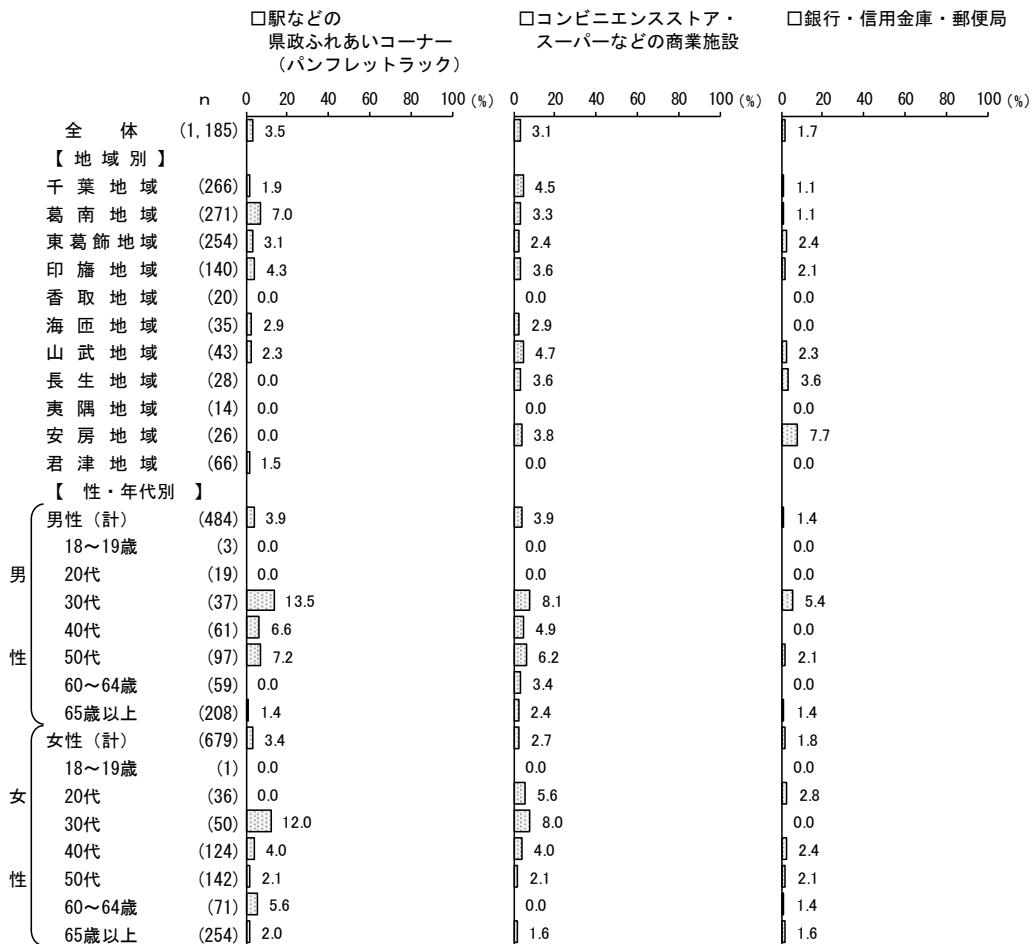 □駅などの
県政ふれあいコーナー
（パンフレットラック）
□コンビニエンスストア・
スーパーなどの商業施設
□銀行・信用金庫・郵便局
n 0 20 40 60 80 100 (%) 0 20 40 60 80 100 (%) 0 20 40 60 80 100 (%)
全体 (1,185) 3.5 3.1 1.7
【地域別】
千葉地域 (266) 1.9 4.5 1.1
葛南地域 (271) 7.0 3.3 1.1
東葛飾地域 (254) 3.1 2.4 2.4
印旛地域 (140) 4.3 3.6 2.1
香取地域 (20) 0.0 0.0 0.0
海匝地域 (35) 2.9 2.9 0.0
山武地域 (43) 2.3 4.7 2.3
長生地域 (28) 0.0 3.6 3.6
夷隅地域 (14) 0.0 0.0 0.0
安房地域 (26) 0.0 3.8 7.7
君津地域 (66) 1.5 0.0 0.0
【性・年代別】
男性（計） (484) 3.9 3.9 1.4
18～19歳 (3) 0.0 0.0 0.0
男 20代 (19) 0.0 0.0 0.0
30代 (37) 13.5 8.1 5.4
40代 (61) 6.6 4.9 0.0
性 50代 (97) 7.2 6.2 2.1
60～64歳 (59) 0.0 3.4 0.0
65歳以上 (208) 1.4 2.4 1.4
女性（計） (679) 3.4 2.7 1.8
18～19歳 (1) 0.0 0.0 0.0
女 20代 (36) 0.0 5.6 2.8
30代 (50) 12.0 8.0 0.0
40代 (124) 4.0 4.0 2.4
性 50代 (142) 2.1 2.1 2.1
60～64歳 (71) 5.6 0.0 1.4
65歳以上 (254) 2.0 1.6 1.6